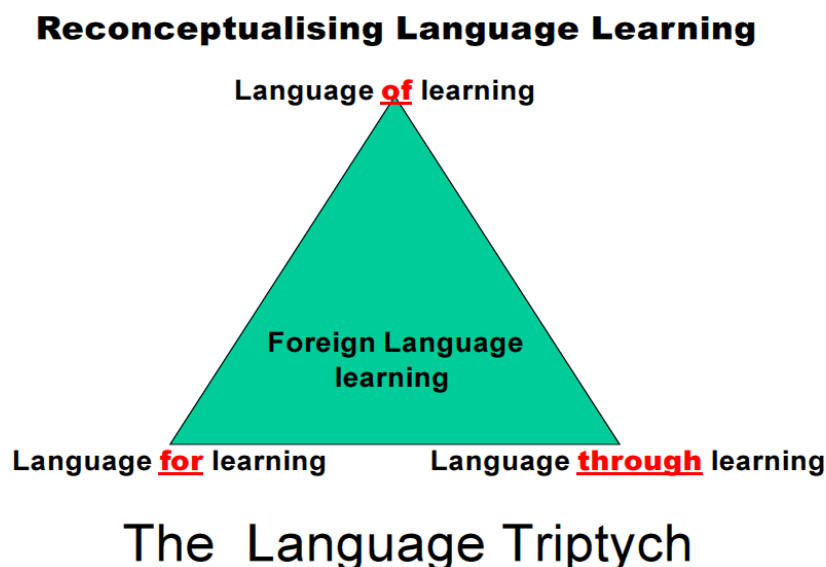 Reconceptualising Language Learning
Language of learning
Foreign Language
learning
Language for learning
Language through learning
The Language Triptych